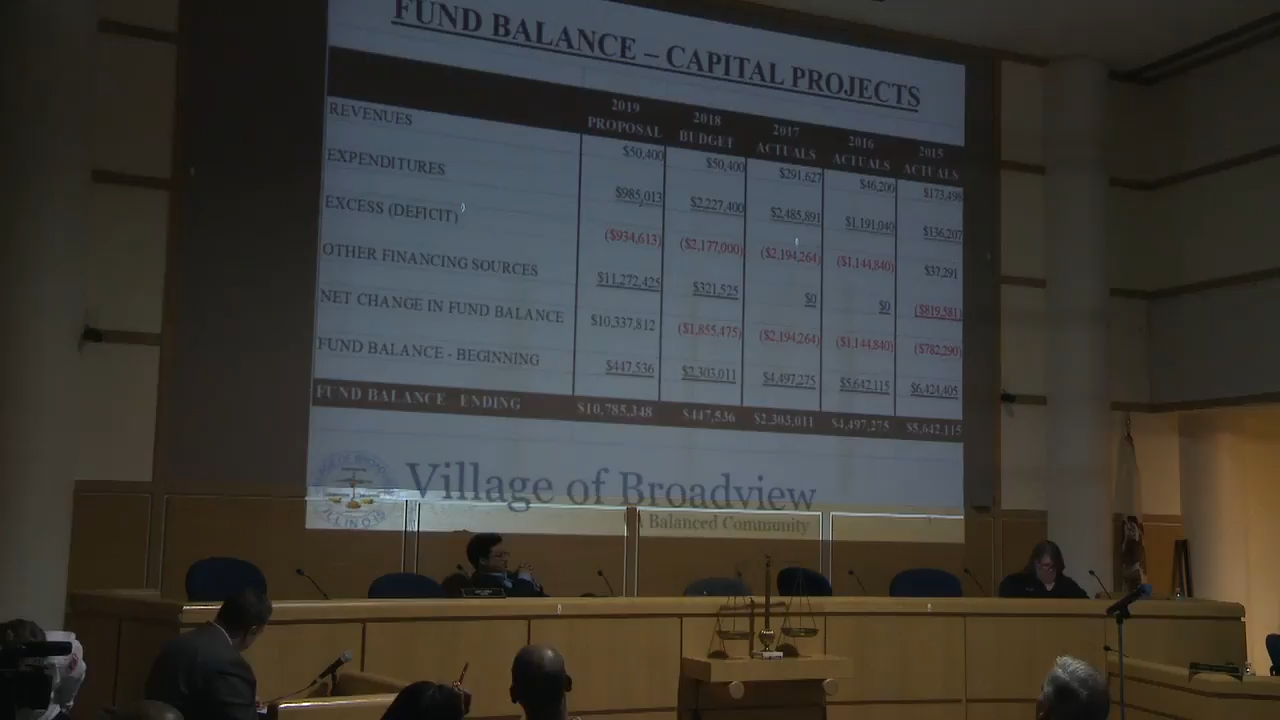 FUND BALANCE – CAPITAL PROJECTS
2019 PROPOSAL 2018 BUDGET 2017 ACTUALS 2016 ACTUALS 2015 ACTUALS
REVENUES $50,400 $50,400 $291,627 $46,200 $173,498
EXPENDITURES $985,013 $2,227,400 $2,485,891 $1,191,040 $136,207
EXCESS (DEFICIT) ($934,613) ($2,177,000) ($2,194,264) ($1,144,840) $37,291
OTHER FINANCING SOURCES $11,272,425 $321,525 $0 $0 ($819,581)
NET CHANGE IN FUND BALANCE $10,337,812 ($1,855,475) ($2,194,264) ($1,144,840) ($782,290)
FUND BALANCE - BEGINNING $447,536 $2,303,011 $4,497,275 $5,642,115 $6,424,405
FUND BALANCE ENDING $10,785,348 $447,536 $2,303,011 $4,497,275 $5,642,115
Village of Broadview
A Balanced Community
ILLINOIS